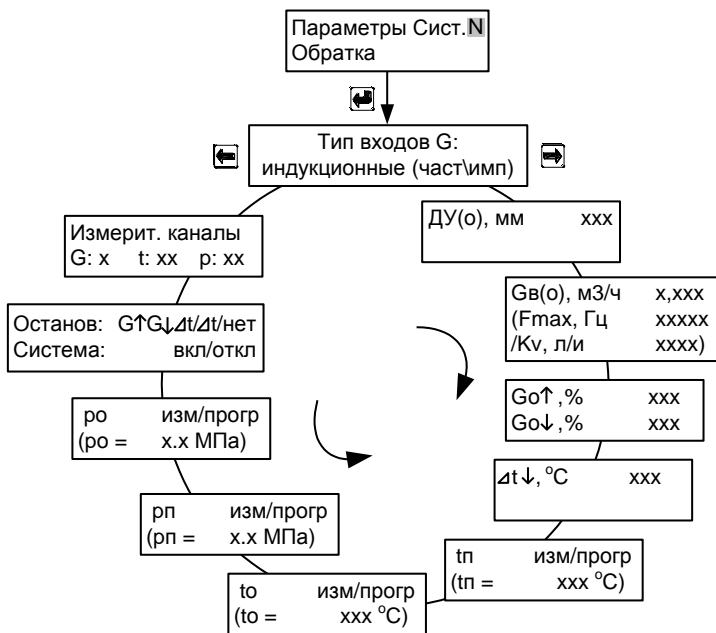 Параметры Сист.N
Обратка
Тип входов G:
индукционные (част\имп)
ДУ(о), мм xxx
Gв(о), м3/ч x,xxx
(Fmax, Гц xxxxx
/Kv, л/и xxxx)
Go↑,% xxx
Go↓,% xxx
⊿t↓, °C xxx
tп изм/прогр
(tп = xxx °C)
to изм/прогр
(to = xxx °C)
рп изм/прогр
(рп = x.x МПа)
ро изм/прогр
(ро = x.x МПа)
Останов: G↑G↓⊿t/⊿t/нет
Система: вкл/откл
Измерит. каналы
G: x t: xx p: xx